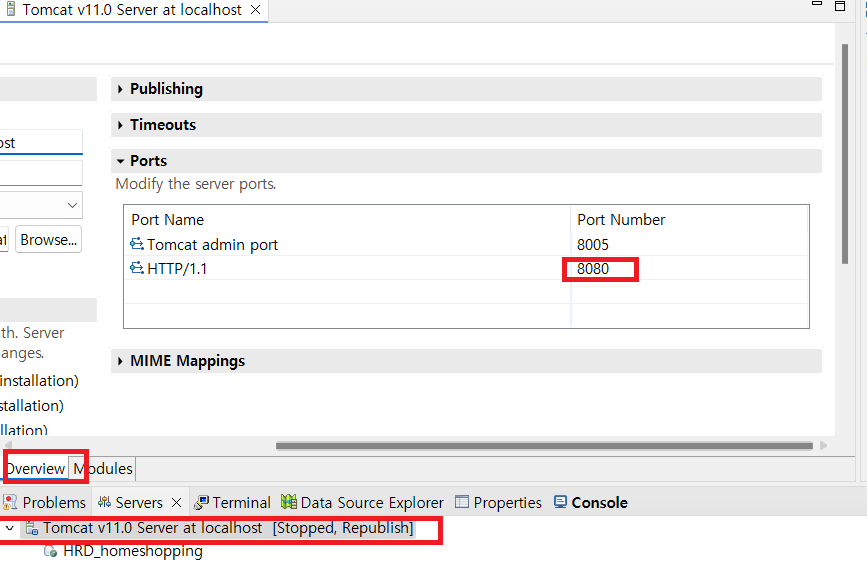 Tomcat v11.0 Server at localhost
Publishing
Timeouts
ost
Ports
Modify the server ports.
Port Name Port Number
at Browse...
Tomcat admin port 8005
HTTP/1.1 8080
th. Server
anges.
MIME Mappings
installation)
stallation)
llation)
Overview Modules
Problems Servers Terminal Data Source Explorer Properties Console
Tomcat v11.0 Server at localhost [Stopped, Republish]
HRD_homeshopping